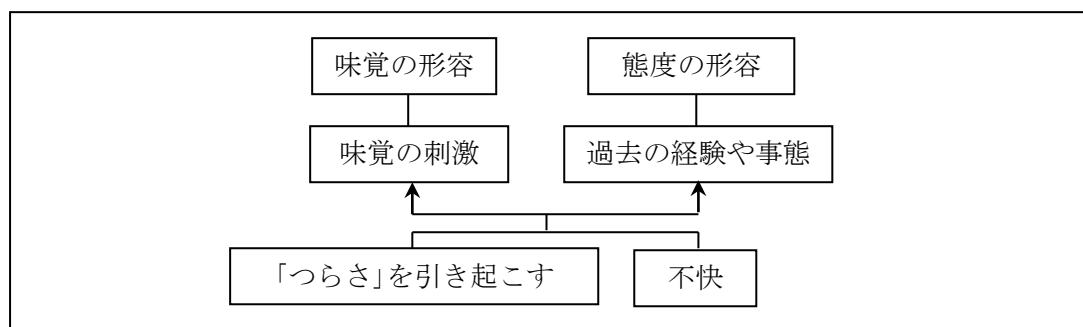 味覚の形容
態度の形容
味覚の刺激
過去の経験や事態
「つらさ」を引き起こす
不快